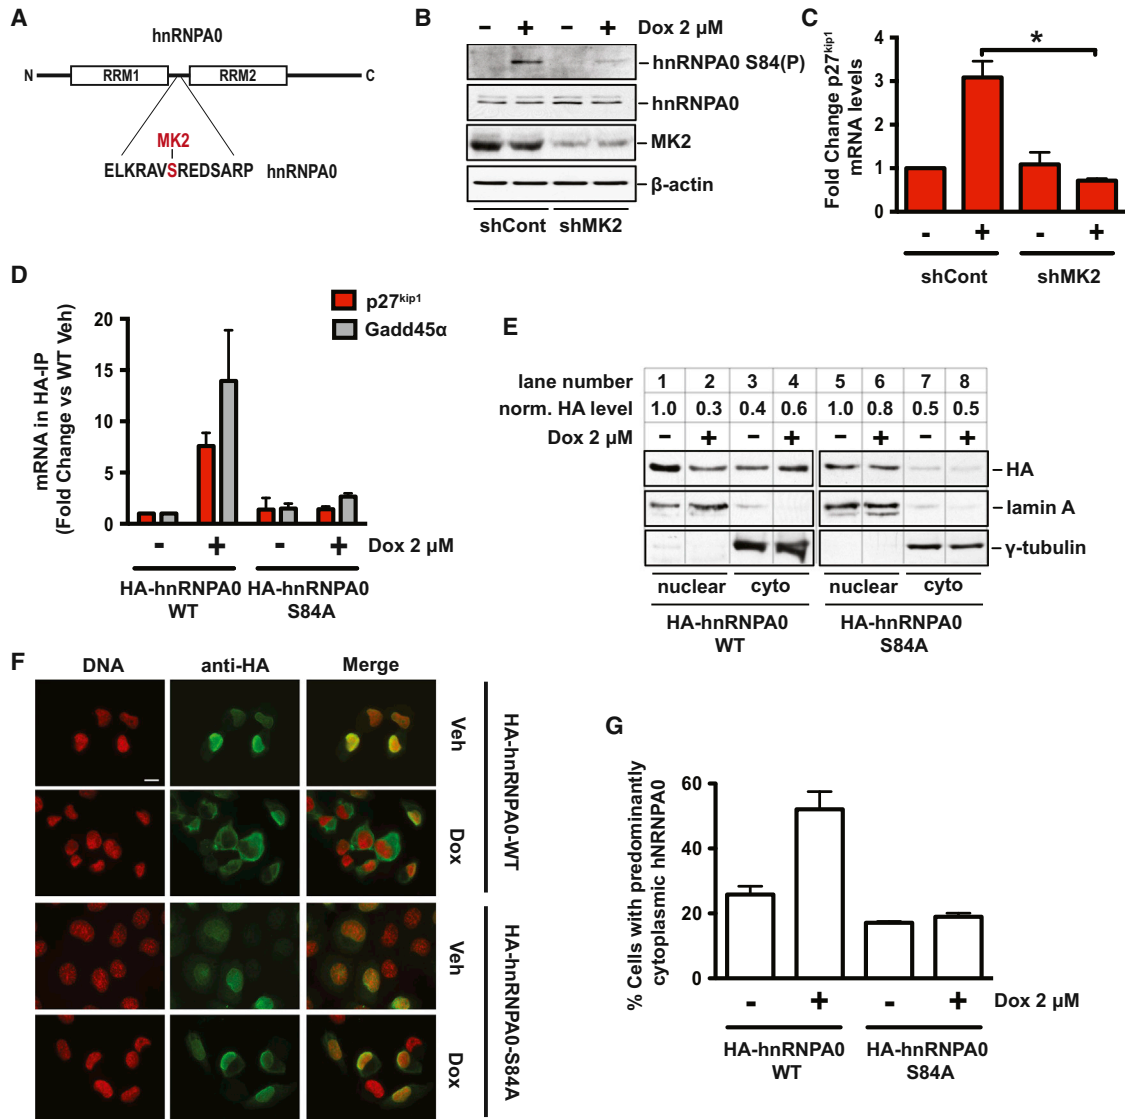 A
hnRNPA0
N RRM1 RRM2 C
MK2
ELKRAVSREDSARP hnRNPA0
B
- + - + Dox 2 µM
hnRNPA0 S84(P)
hnRNPA0
MK2
β-actin
shCont shMK2
C
Fold Change p27kip1
mRNA levels
4
3
2
1
0
*
- + - +
shCont shMK2
D
mRNA in HA-IP
(Fold Change vs WT Veh)
20
15
10
5
0
p27kip1
Gadd45α
- + - + Dox 2 µM
HA-hnRNPA0 HA-hnRNPA0
WT S84A
E
lane number 1 2 3 4 5 6 7 8
norm. HA level 1.0 0.3 0.4 0.6 1.0 0.8 0.5 0.5
Dox 2 µM - + - + - + - +
HA
lamin A
γ-tubulin
nuclear cyto nuclear cyto
HA-hnRNPA0 HA-hnRNPA0
WT S84A
F
DNA anti-HA Merge
Veh
Dox
HA-hnRNPA0-WT
Veh
Dox
HA-hnRNPA0-S84A
G
% Cells with predominantly
cytoplasmic hNRNPA0
60
40
20
0
- + - + Dox 2 µM
HA-hnRNPA0 HA-hnRNPA0
WT S84A